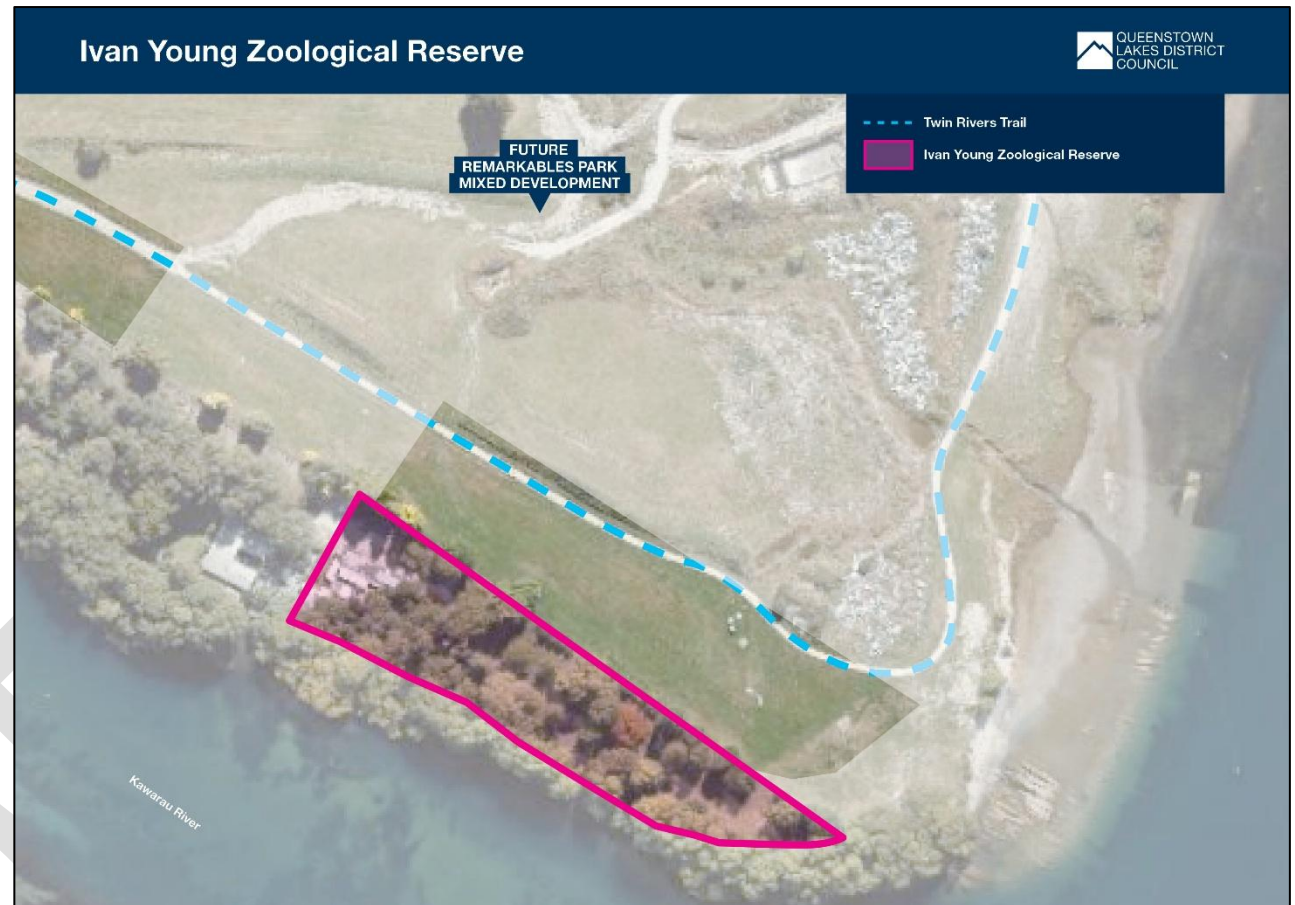 Ivan Young Zoological Reserve
QUEENSTOWN
LAKES DISTRICT
COUNCIL
Twin Rivers Trail
Ivan Young Zoological Reserve
FUTURE
REMARKABLES PARK
MIXED DEVELOPMENT
Kawarau River